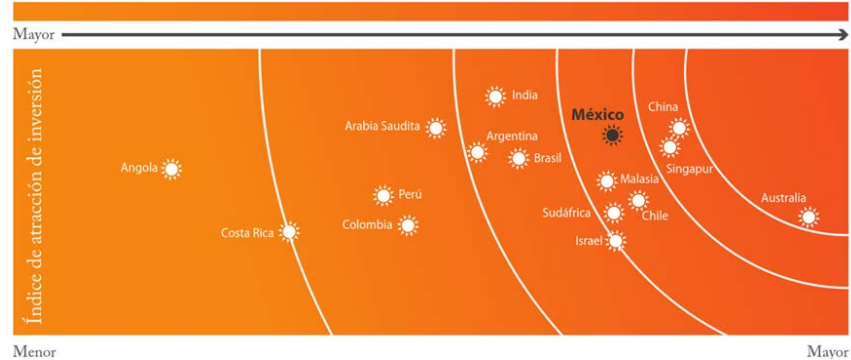 Mayor
Índice de atracción de inversión
India
China
México
Arabia Saudita
Argentina
Brasil
Singapur
Angola
Malasia
Perú
Australia
Sudáfrica
Chile
Colombia
Costa Rica
Israel
Menor
Mayor